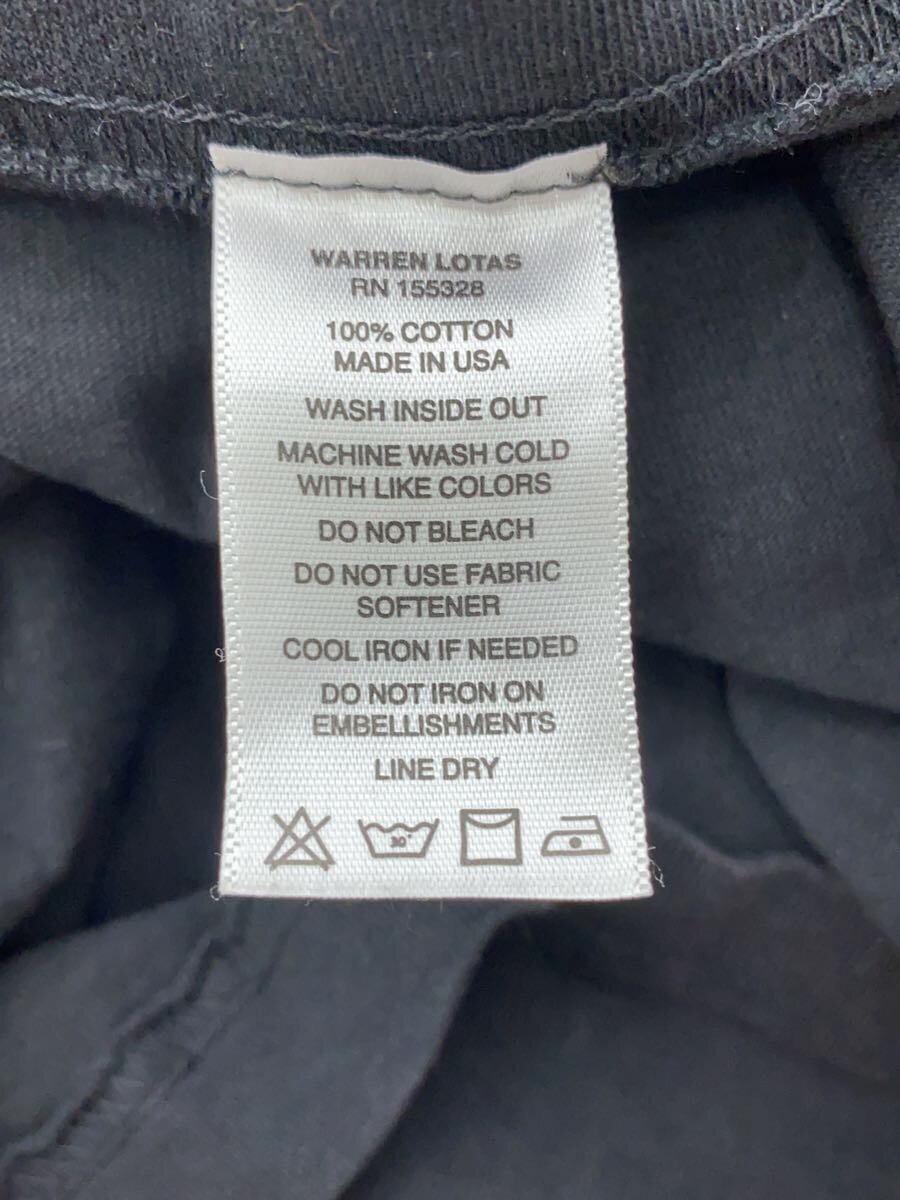 WARREN LOTAS
RN 155328
100% COTTON
MADE IN USA
WASH INSIDE OUT
MACHINE WASH COLD
WITH LIKE COLORS
DO NOT BLEACH
DO NOT USE FABRIC
SOFTENER
COOL IRON IF NEEDED
DO NOT IRON ON
EMBELLISHMENTS
LINE DRY
30